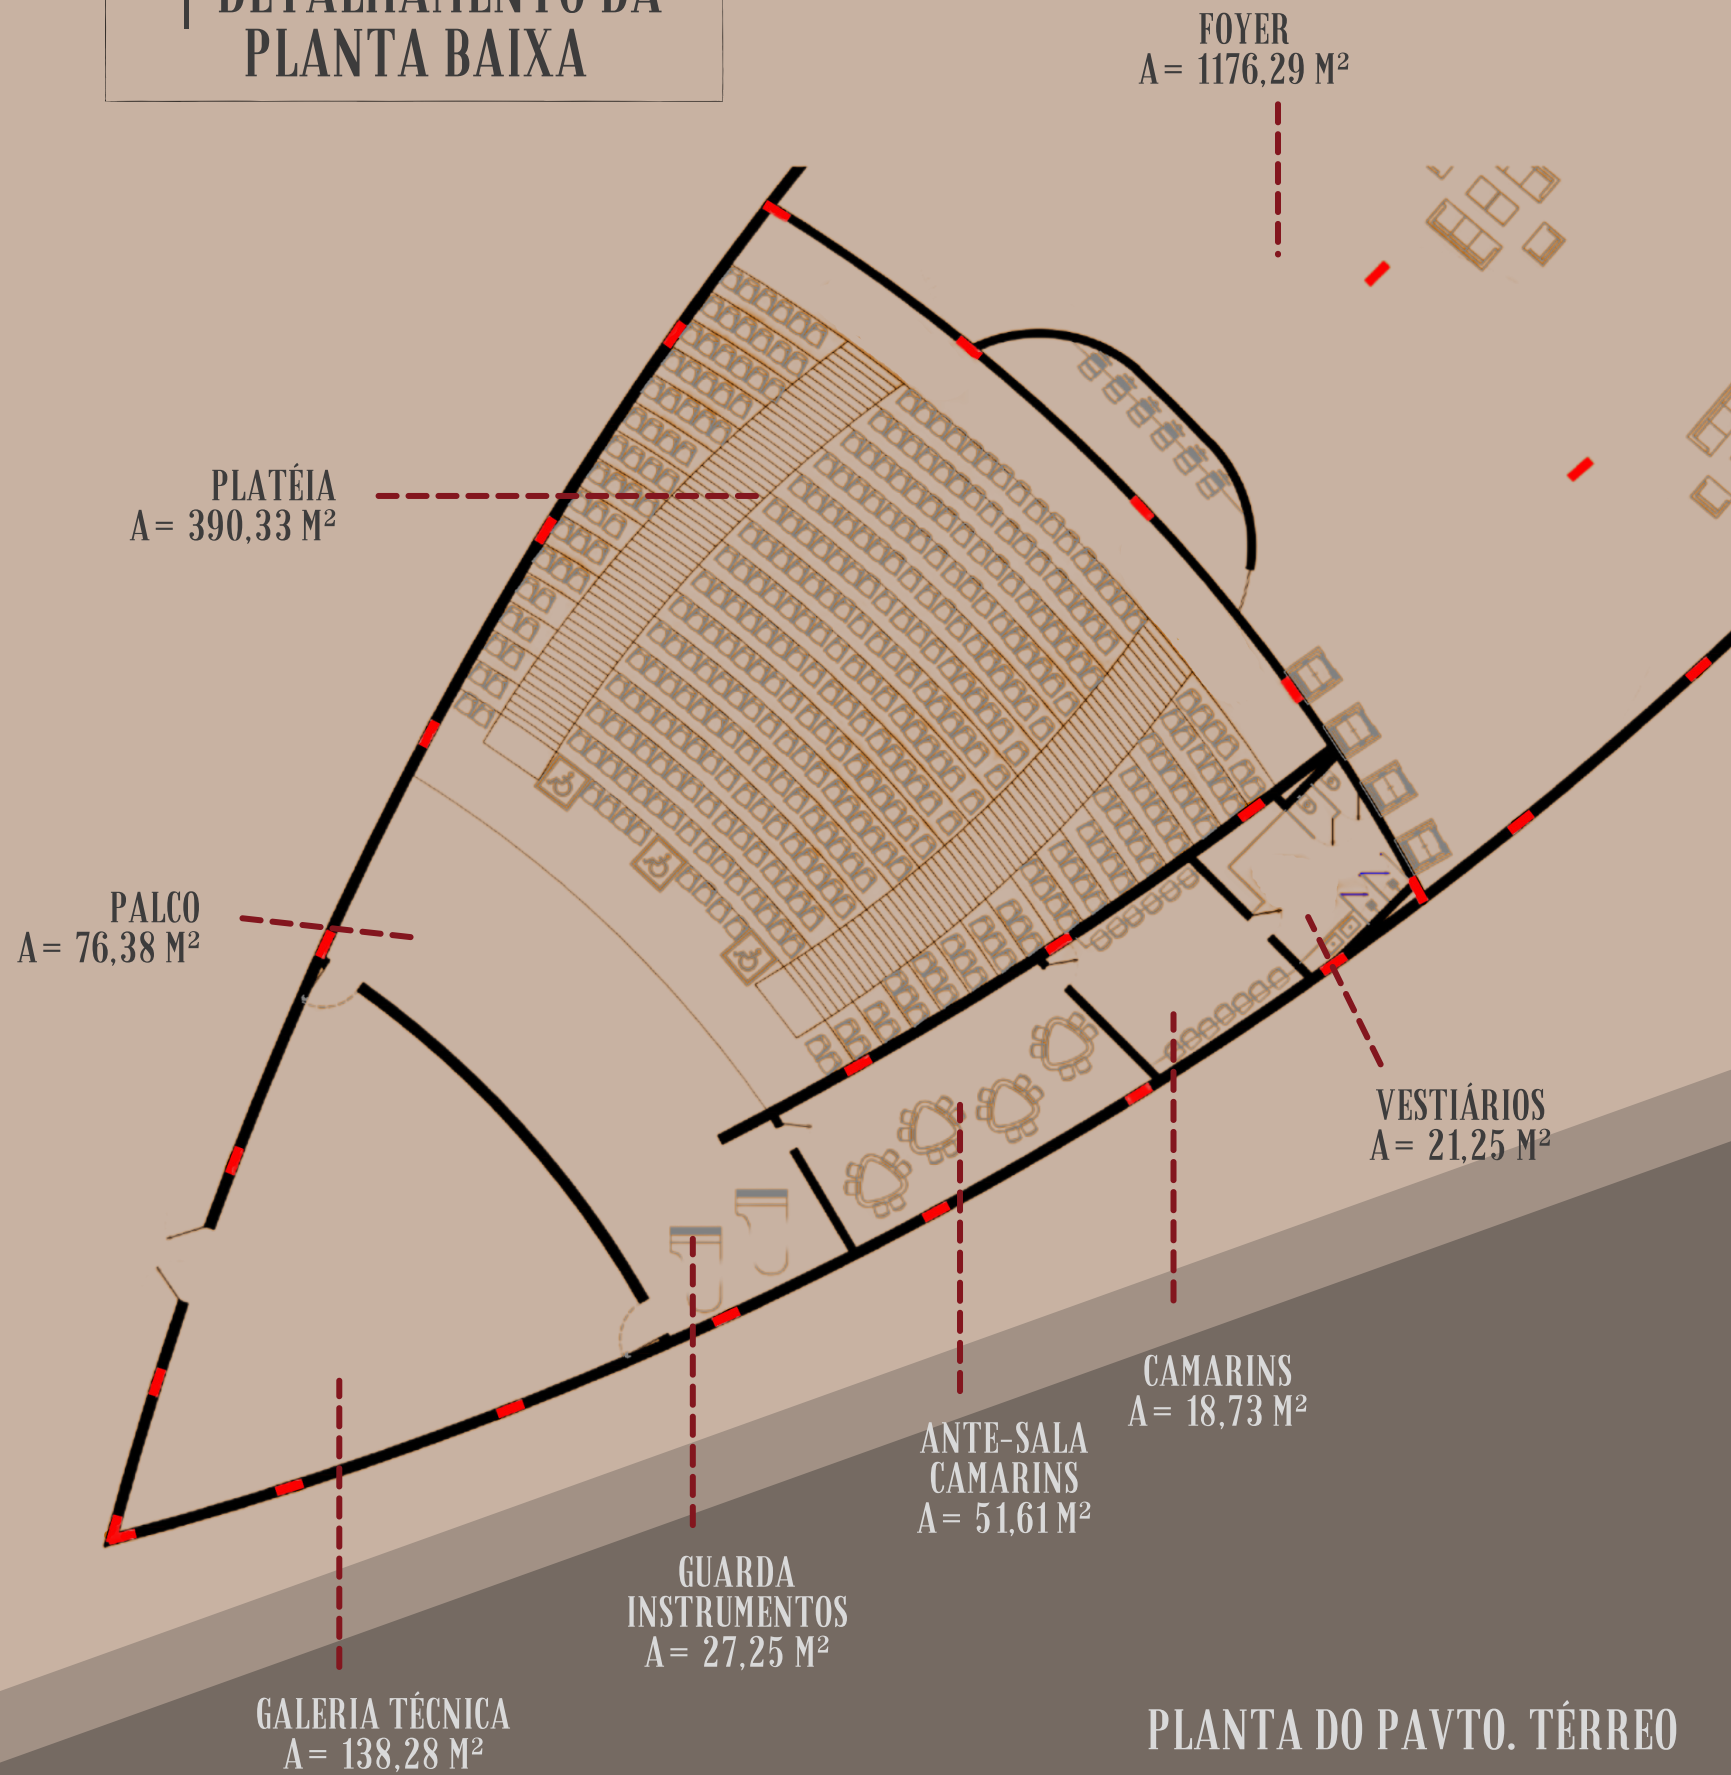 DETALHAMENTO DA
PLANTA BAIXA
FOYER
A= 1176,29 M²
PLATÉIA
A= 390,33 M²
PALCO
A= 76,38 M²
VESTIÁRIOS
A= 21,25 M²
CAMARINS
A= 18,73 M²
ANTE-SALA
CAMARINS
A= 51,61 M²
GUARDA
INSTRUMENTOS
A= 27,25 M²
GALERIA TÉCNICA
A= 138,28 M²
PLANTA DO PAVTO. TÉRREO